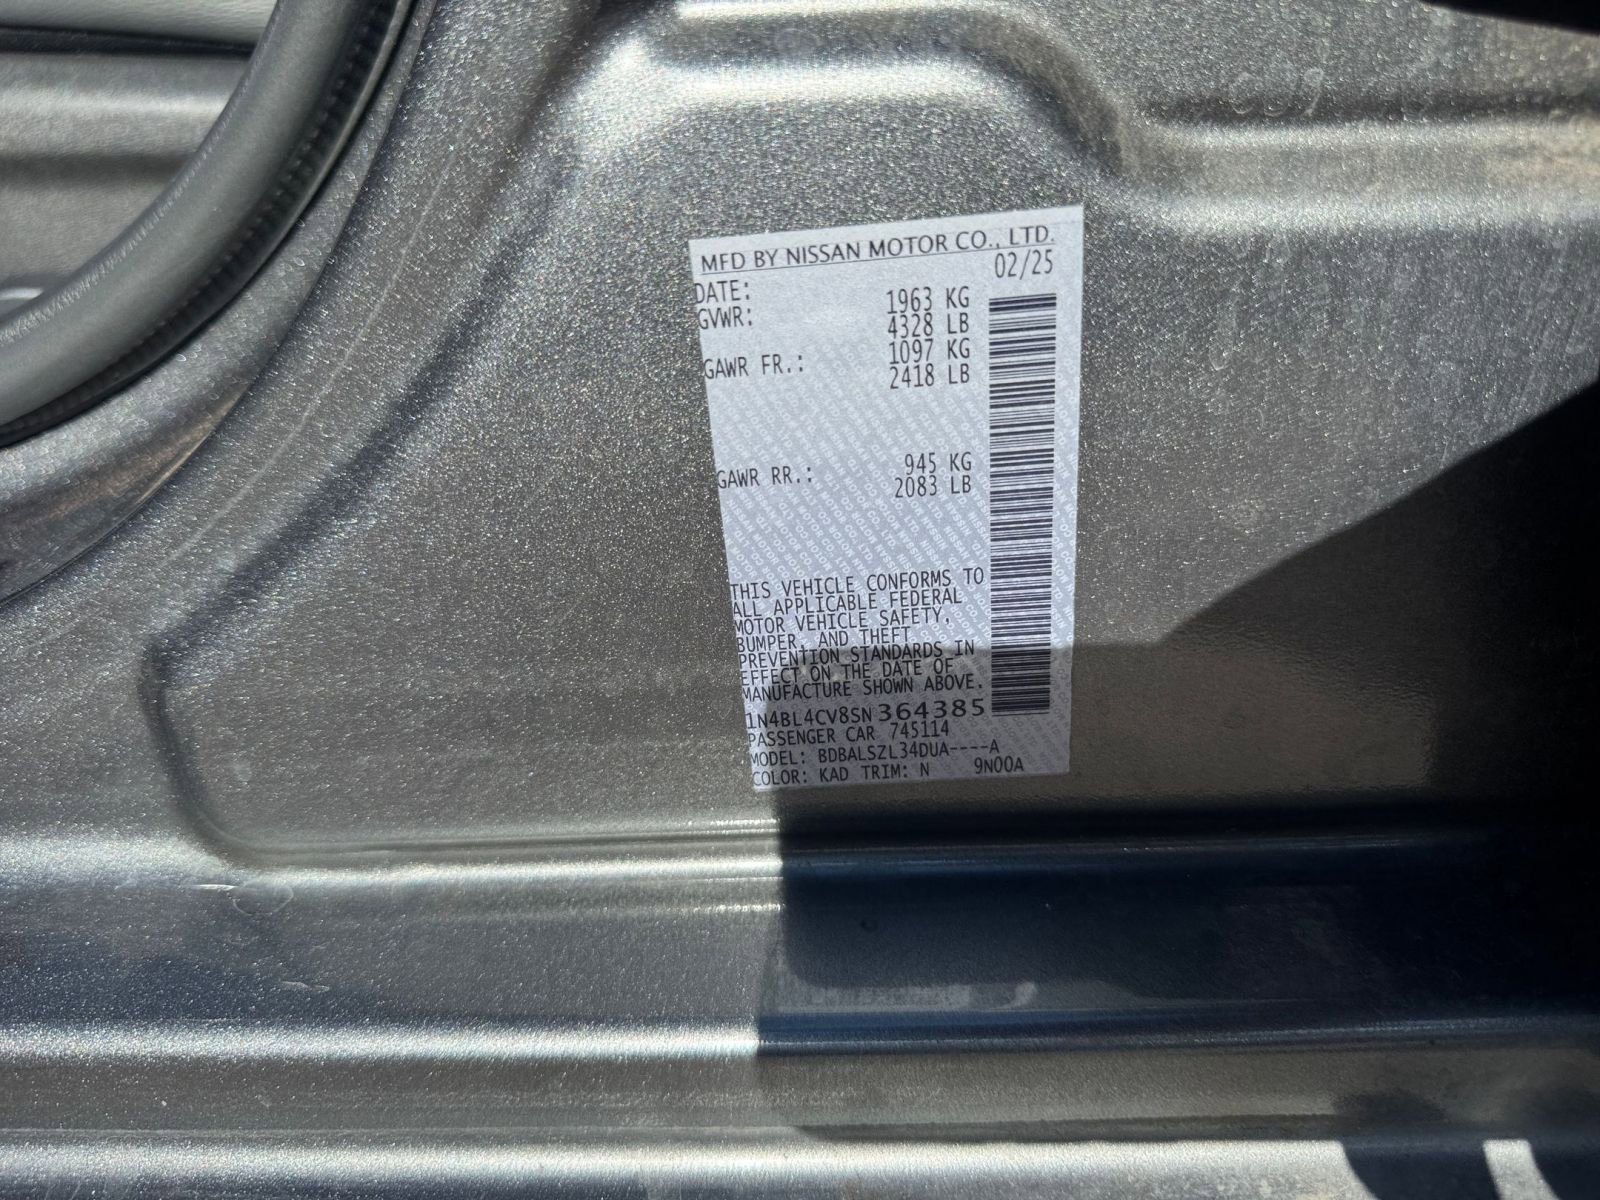 MFD BY NISSAN MOTOR CO., LTD.
DATE: 02/25
GVWR: 1963 KG
4328 LB
GAWR FR.: 1097 KG
2418 LB
GAWR RR.: 945 KG
2083 LB
THIS VEHICLE CONFORMS TO
ALL APPLICABLE FEDERAL
MOTOR VEHICLE SAFETY,
BUMPER, AND THEFT
PREVENTION STANDARDS IN
EFFECT ON THE DATE OF
MANUFACTURE SHOWN ABOVE.
1N4BL4CV8SN364385
PASSENGER CAR 745114
MODEL: BDBALSZL34DUA----A
COLOR: KAD TRIM: N 9N00A